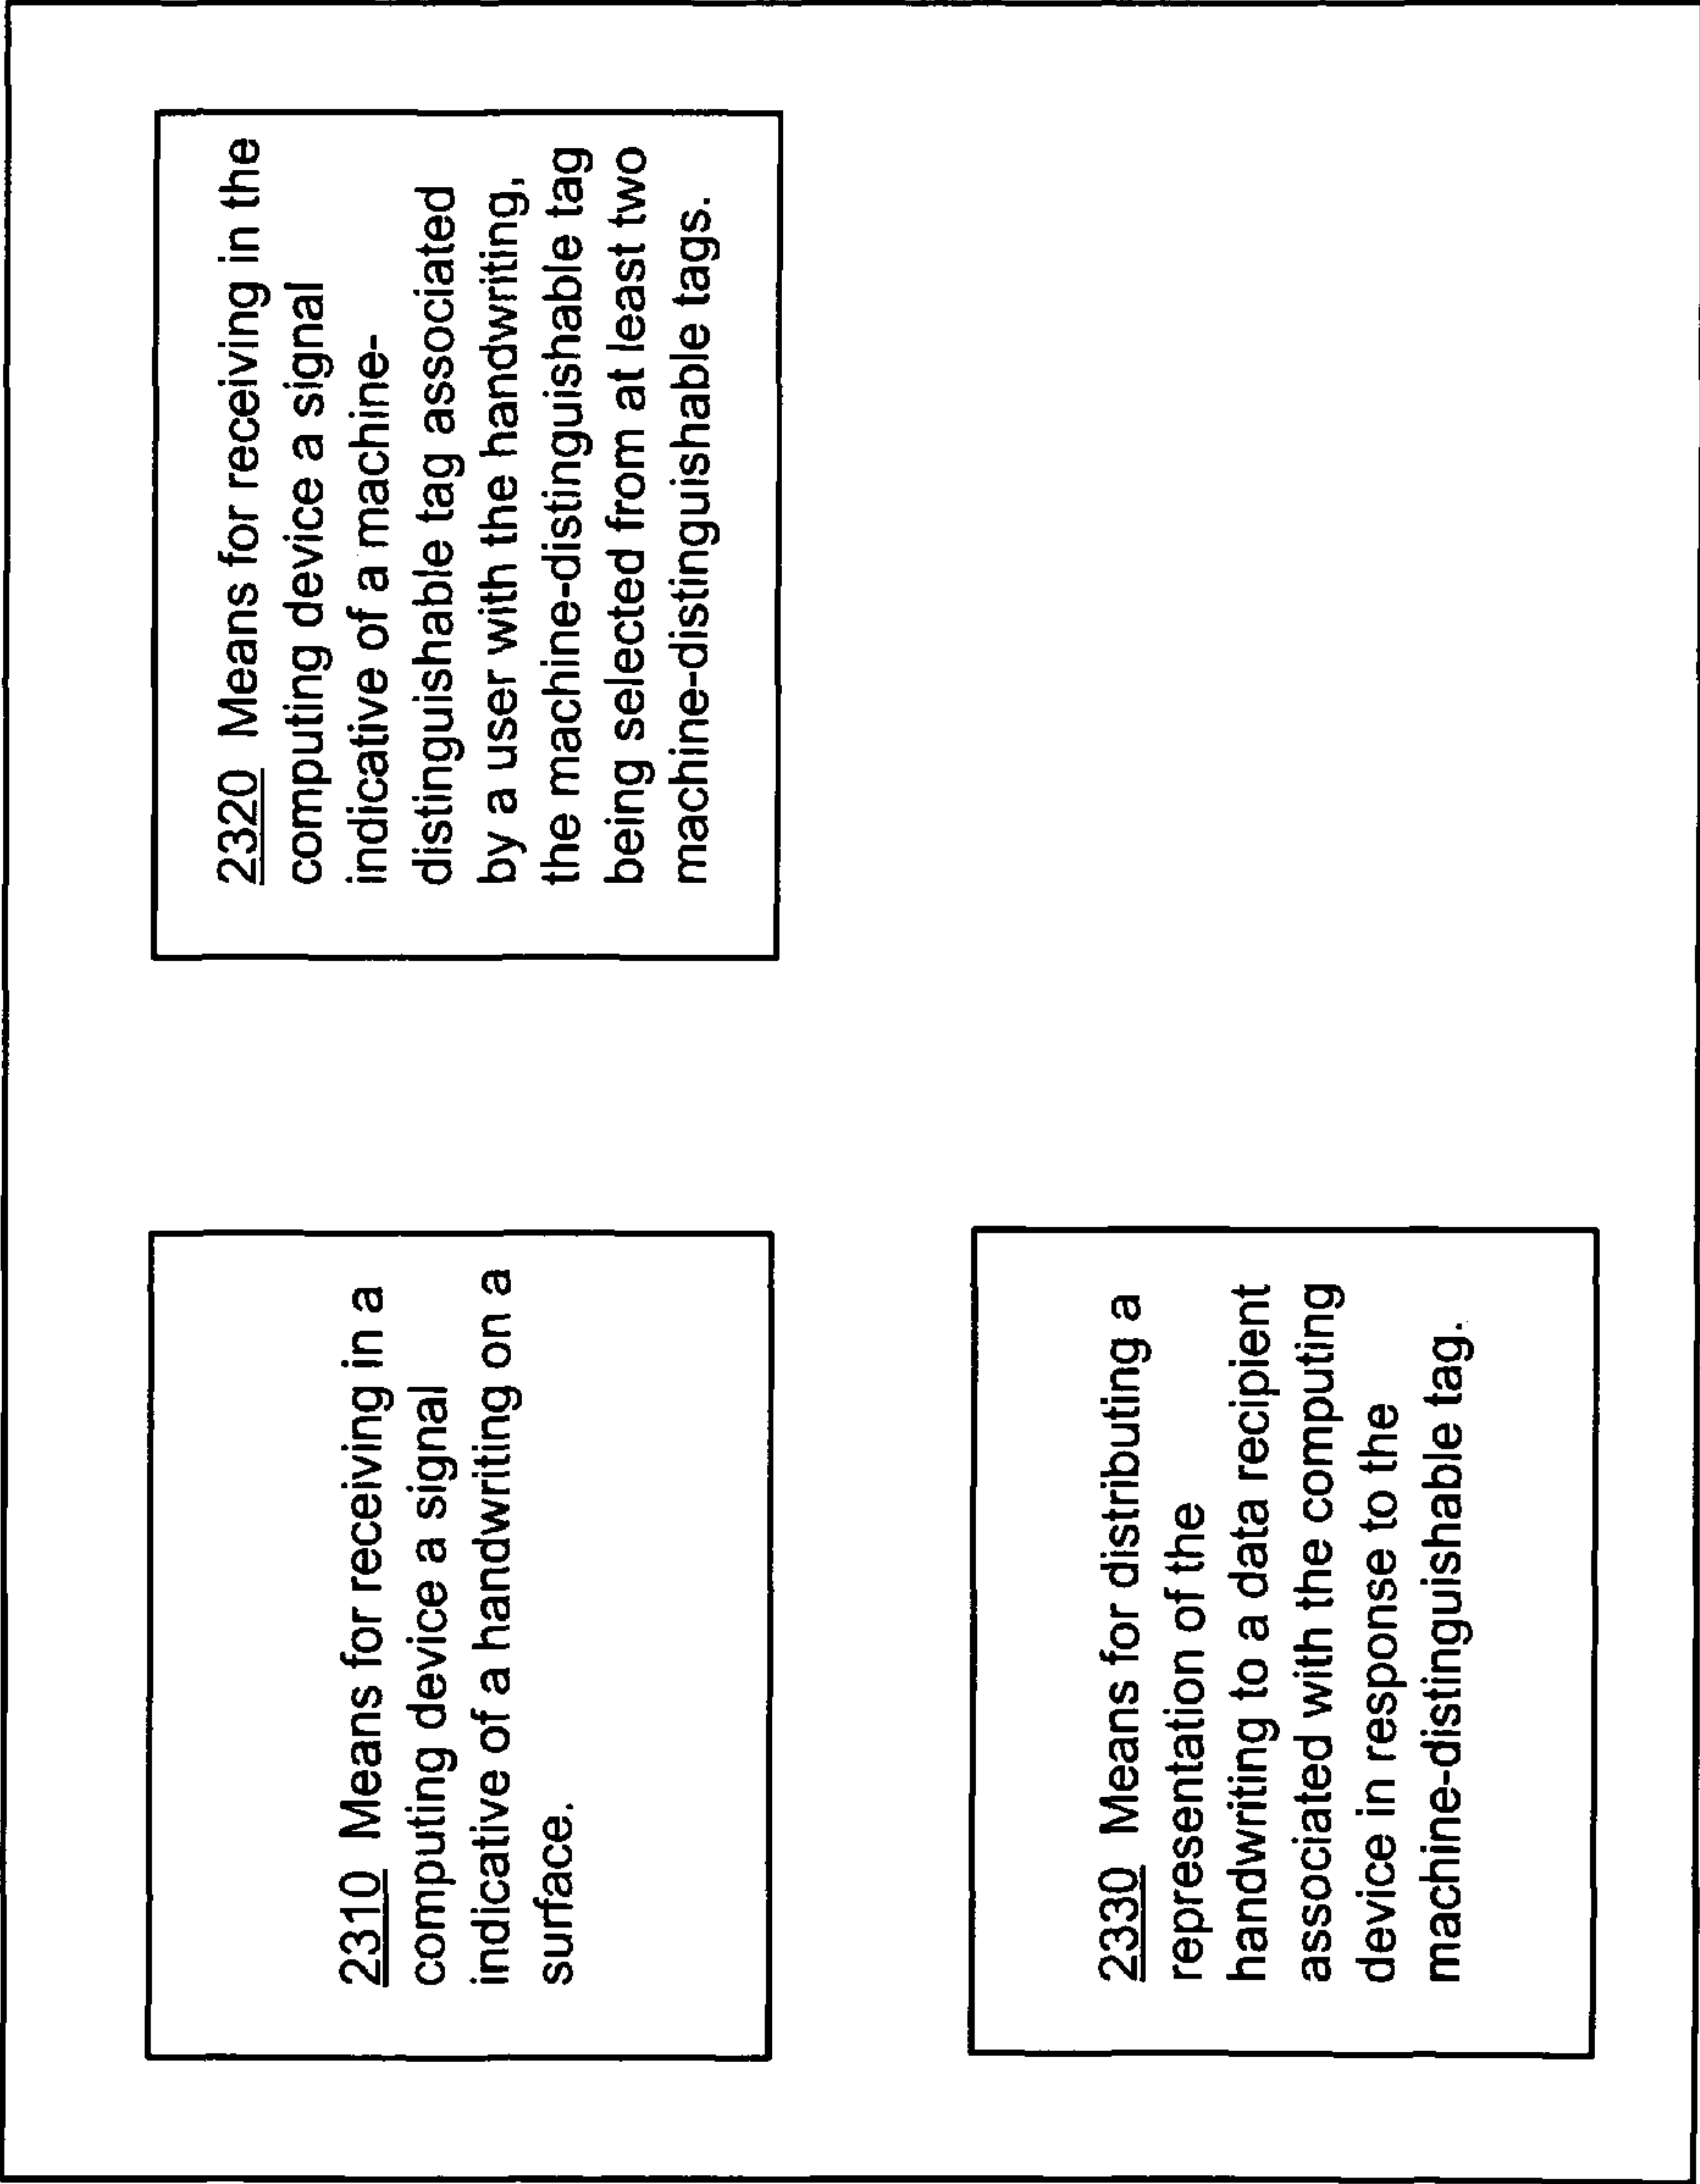 2310 Means for receiving in a
computing device a signal
indicative of a handwriting on a
surface.
2320 Means for receiving in the
computing device a signal
indicative of a machine-
distinguishable tag associated
by a user with the handwriting,
the machine-distinguishable tag
being selected from at least two
machine-distinguishable tags.
2330 Means for distributing a
representation of the
handwriting to a data recipient
associated with the computing
device in response to the
machine-distinguishable tag.